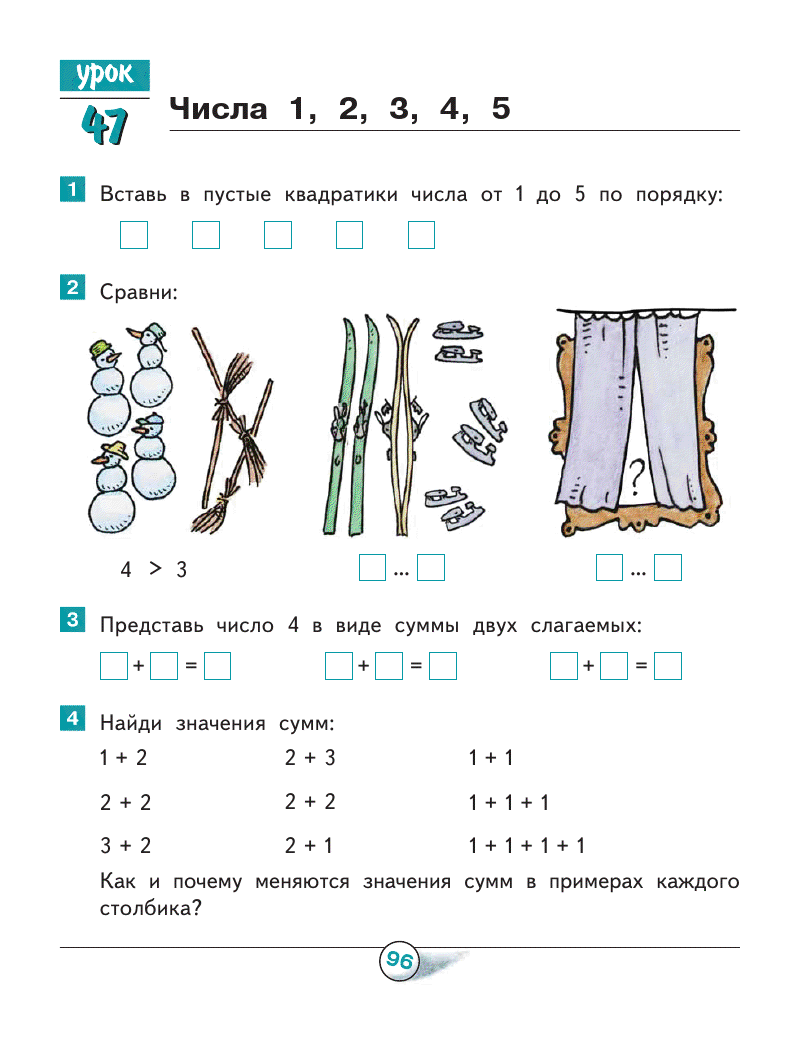 урок
47
Числа 1, 2, 3, 4, 5
1 Вставь в пустые квадратики числа от 1 до 5 по порядку:
2 Сравни:
?
4 > 3
... 
...
3 Представь число 4 в виде суммы двух слагаемых:
+ = + = + =
4 Найди значения сумм:
1 + 2 2 + 3 1 + 1
2 + 2 2 + 2 1 + 1 + 1
3 + 2 2 + 1 1 + 1 + 1 + 1
Как и почему меняются значения сумм в примерах каждого
столбика?
96